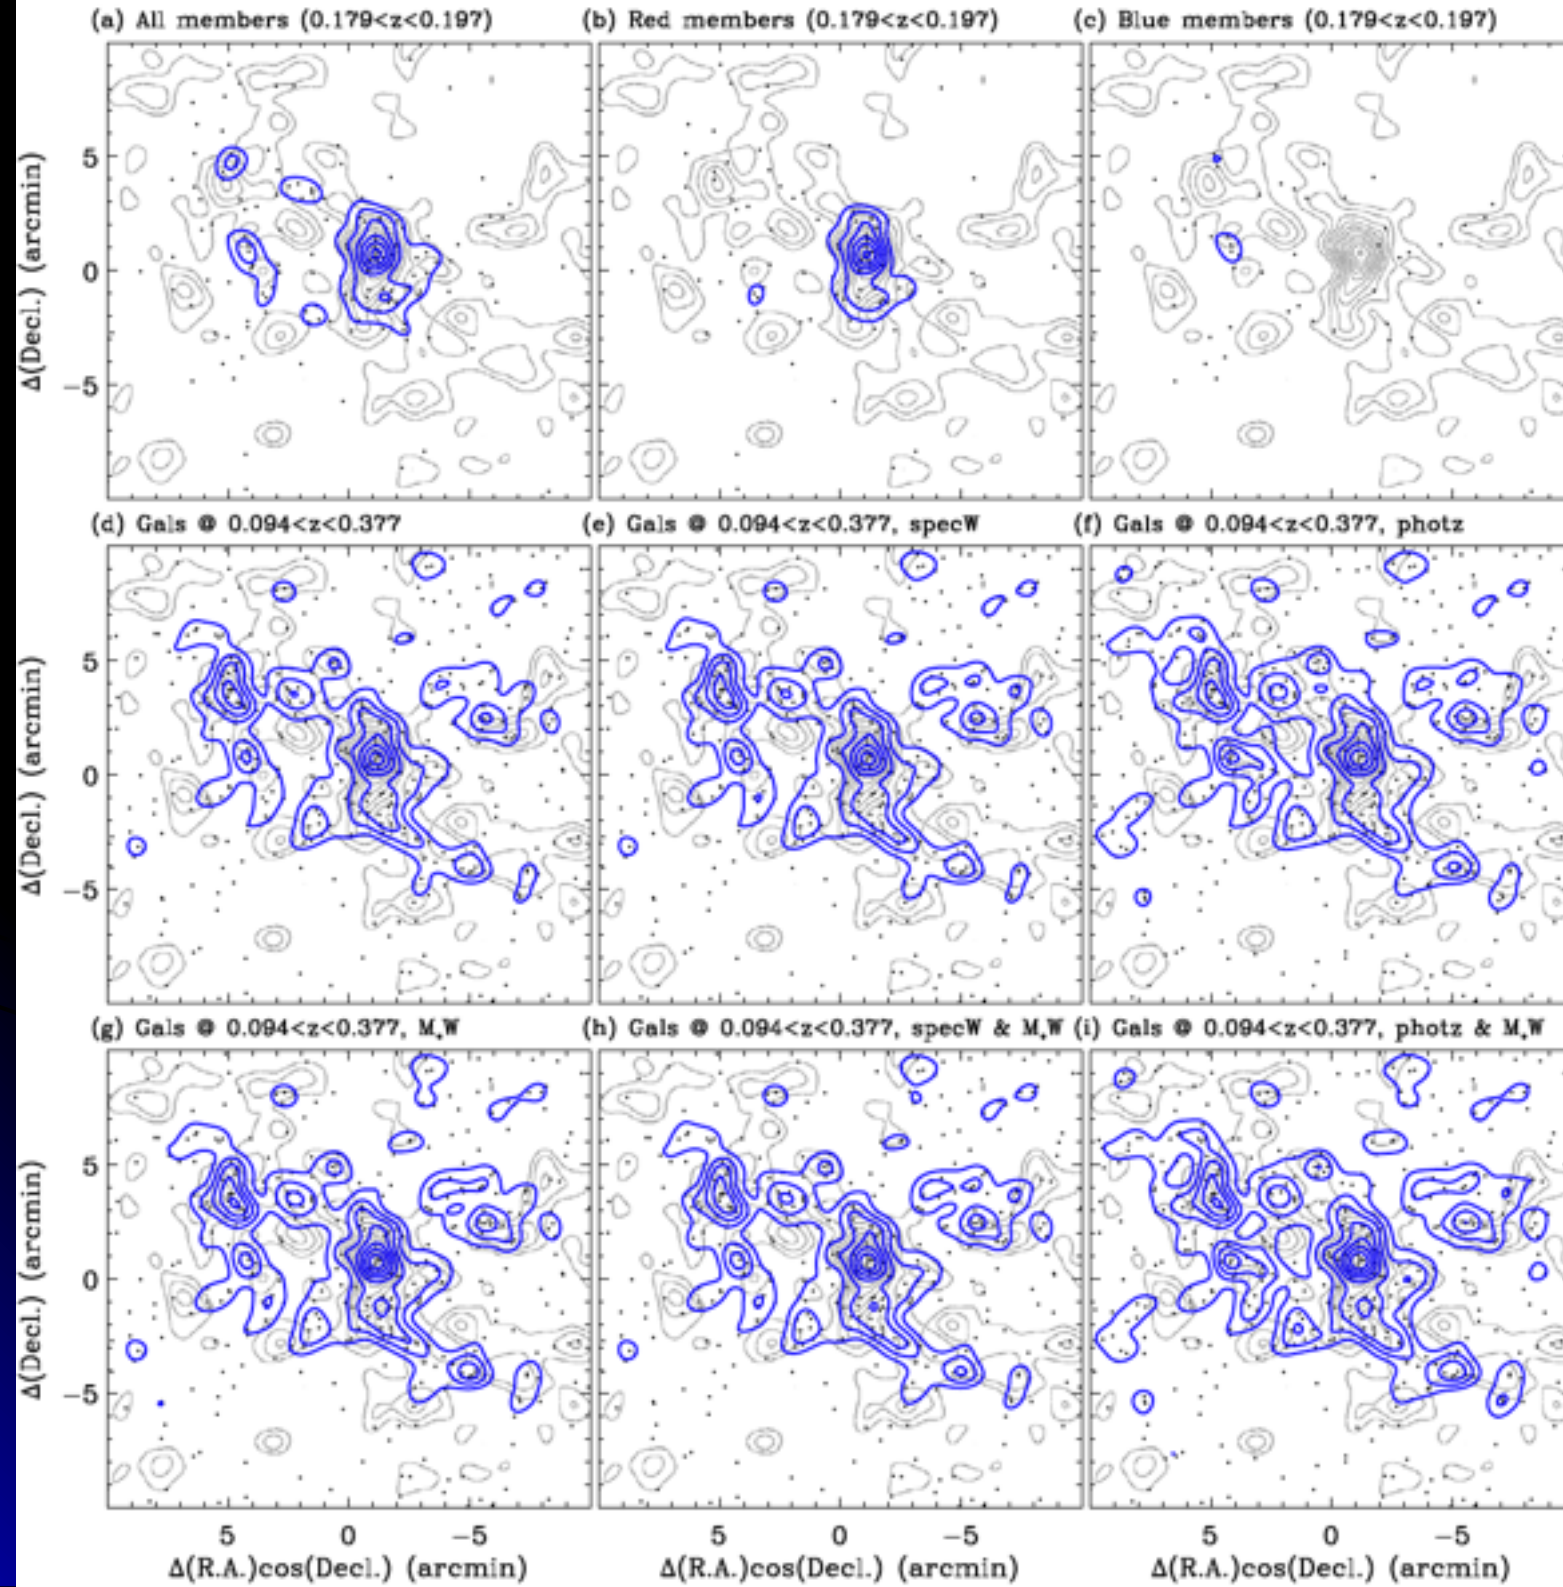 (a) All members (0.179<z<0.197) (b) Red members (0.179<z<0.197) (c) Blue members (0.179<z<0.197)
5
0
−5
Δ(Decl.) (arcmin)
(d) Gals @ 0.094<z<0.377 (e) Gals @ 0.094<z<0.377, specW (f) Gals @ 0.094<z<0.377, photz
5
0
−5
Δ(Decl.) (arcmin)
(g) Gals @ 0.094<z<0.377, M*W (h) Gals @ 0.094<z<0.377, specW & M*W (i) Gals @ 0.094<z<0.377, photz & M*W
5
0
−5
Δ(Decl.) (arcmin)
5 0 −5 5 0 −5 5 0 −5
Δ(R.A.)cos(Decl.) (arcmin) Δ(R.A.)cos(Decl.) (arcmin) Δ(R.A.)cos(Decl.) (arcmin)